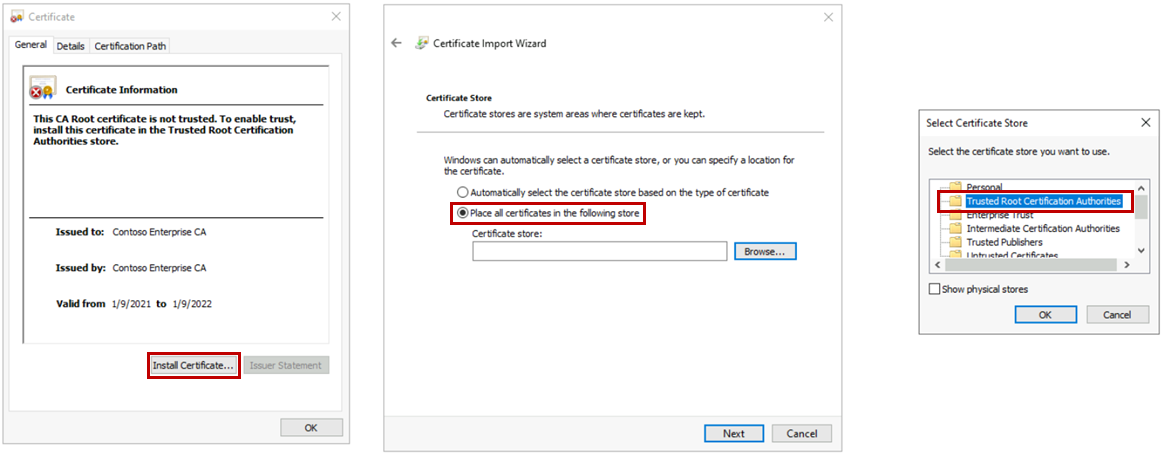 Certificate
General Details Certification Path
Certificate Information
This CA Root certificate is not trusted. To enable trust,
install this certificate in the Trusted Root Certification
Authorities store.
Issued to: Contoso Enterprise CA
Issued by: Contoso Enterprise CA
Valid from 1/9/2021 to 1/9/2022
Install Certificate... Issuer Statement
OK
Certificate Import Wizard
Certificate Store
Certificate stores are system areas where certificates are kept.
Windows can automatically select a certificate store, or you can specify a location for
the certificate.
Automatically select the certificate store based on the type of certificate
Place all certificates in the following store
Certificate store:
Browse...
Next Cancel
Select Certificate Store
Select the certificate store you want to use.
Personal
Trusted Root Certification Authorities
Enterprise Trust
Intermediate Certification Authorities
Trusted Publishers
Untrusted Certificates
Show physical stores
OK Cancel